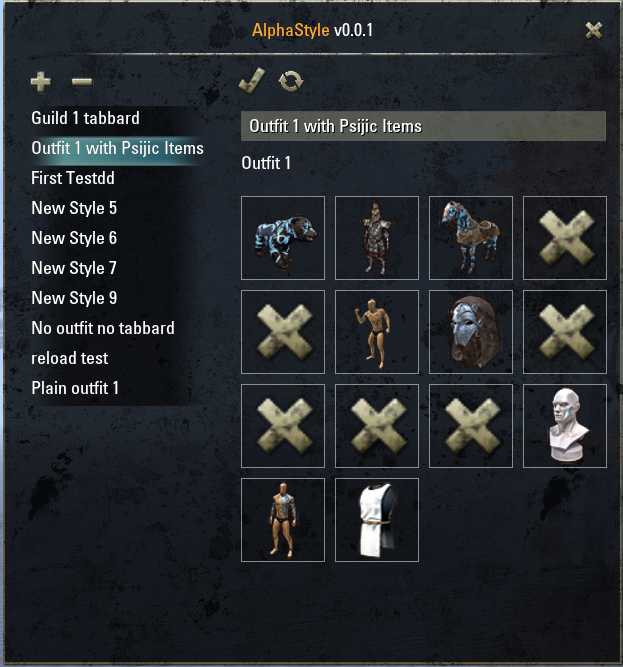 AlphaStyle v0.0.1
Guild 1 tabbard
Outfit 1 with Psijic Items
First Testdd
New Style 5
New Style 6
New Style 7
New Style 9
No outfit no tabbard
reload test
Plain outfit 1
Outfit 1 with Psijic Items
Outfit 1